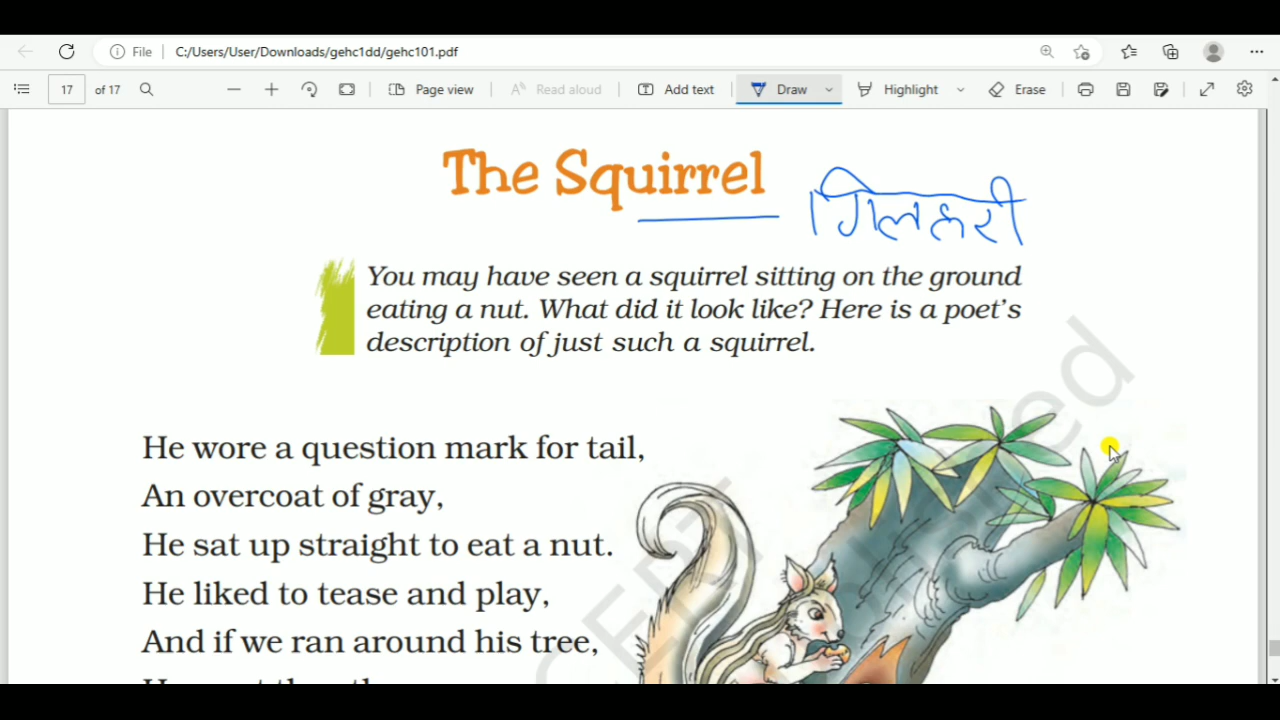 File C:/Users/User/Downloads/gehc1dd/gehc101.pdf
17 of 17 Page view Read aloud Add text Draw Highlight Erase
The Squirrel गिलहरी
You may have seen a squirrel sitting on the ground
eating a nut. What did it look like? Here is a poet's
description of just such a squirrel.
He wore a question mark for tail,
An overcoat of gray,
He sat up straight to eat a nut.
He liked to tease and play,
And if we ran around his tree,